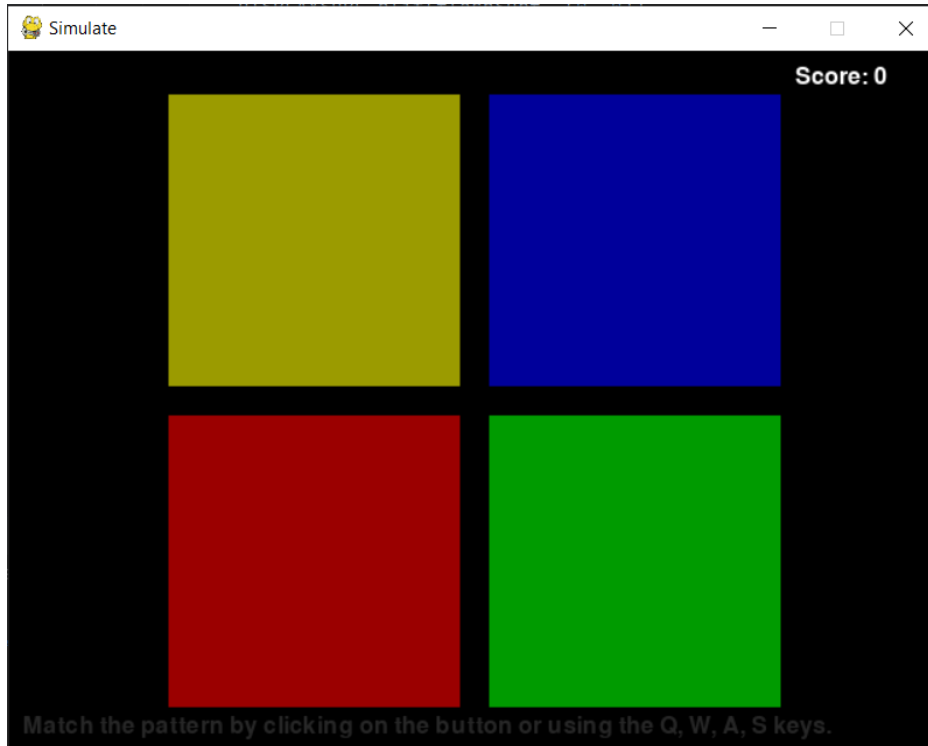 Simulate
Score: 0
Match the pattern by clicking on the button or using the Q, W, A, S keys.